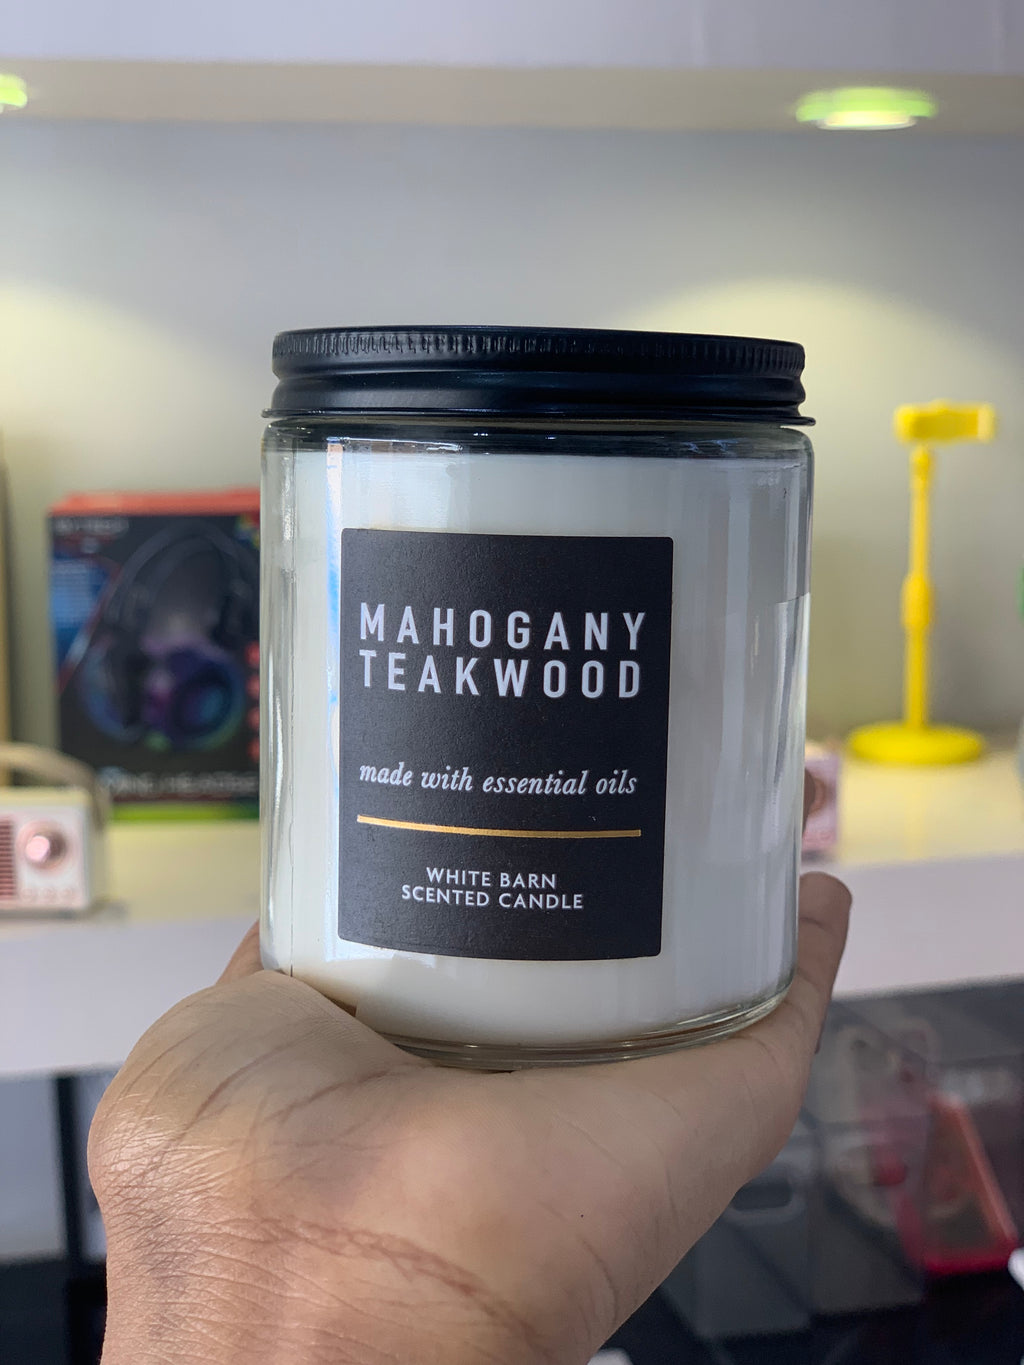 MAHOGANY
TEAKWOOD
made with essential oils
WHITE BARN
SCENTED CANDLE